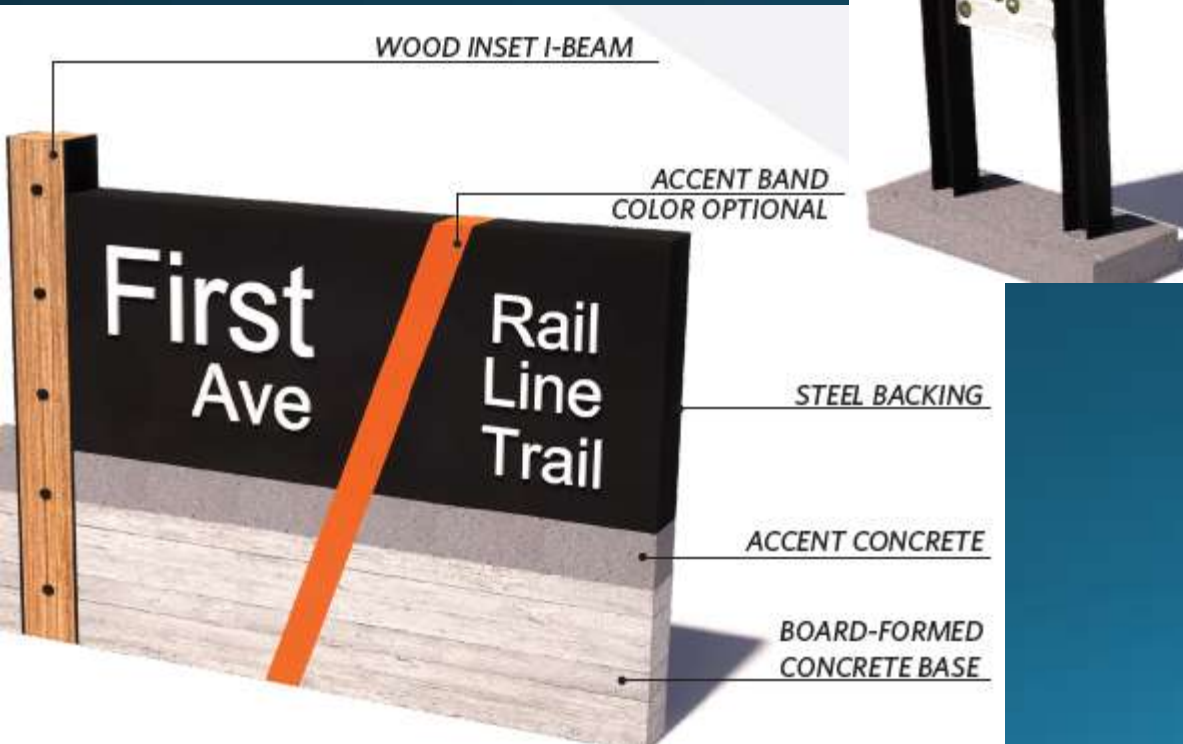 WOOD INSET I-BEAM
ACCENT BAND
COLOR OPTIONAL
First
Ave
Rail
Line
Trail
STEEL BACKING
ACCENT CONCRETE
BOARD-FORMED
CONCRETE BASE